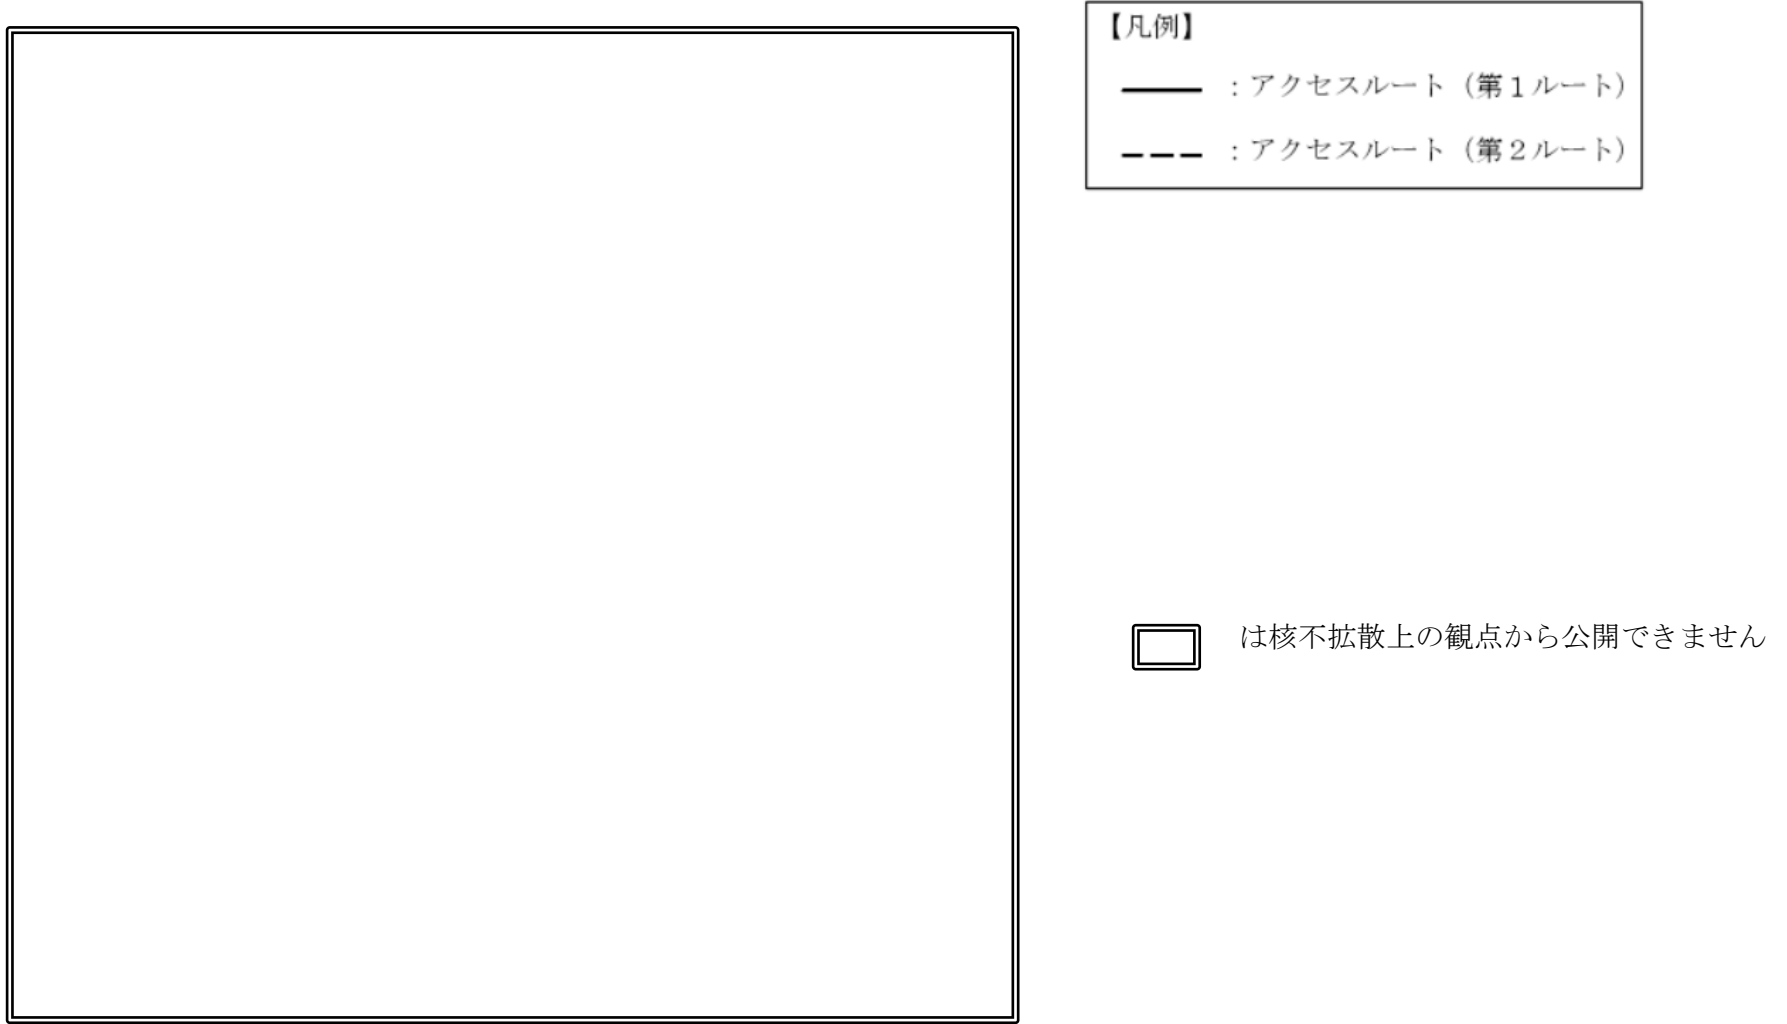 【凡例】
：アクセスルート（第１ルート）
：アクセスルート（第２ルート）
は核不拡散上の観点から公開できません